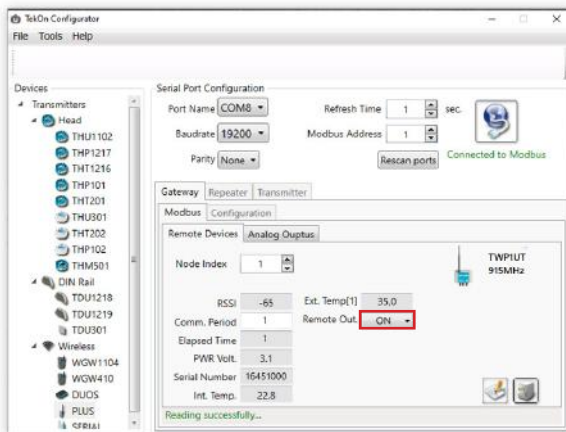 TekOn Configurator
File Tools Help
Devices
Transmitters
Head
THU1102
THP1217
THT1216
THP101
THT201
THU301
THT202
THP102
THM501
DIN Rail
TDU1218
TDU1219
TDU301
Wireless
WGW1104
WGW410
DUOS
PLUS
SERIAL
Serial Port Configuration
Port Name COM8 Refresh Time 1 sec.
Baudrate 19200 Modbus Address 1
Parity None Rescan ports Connected to Modbus
Gateway Repeater Transmitter
Modbus Configuration
Remote Devices Analog Ouptus
Node Index 1
TWP1UT
915MHz
RSSI -65 Ext. Temp[1] 35,0
Comm. Period 1 Remote Out. ON
Elapsed Time 1
PWR Volt. 3.1
Serial Number 16451000
Int. Temp. 22.8
Reading successfully...